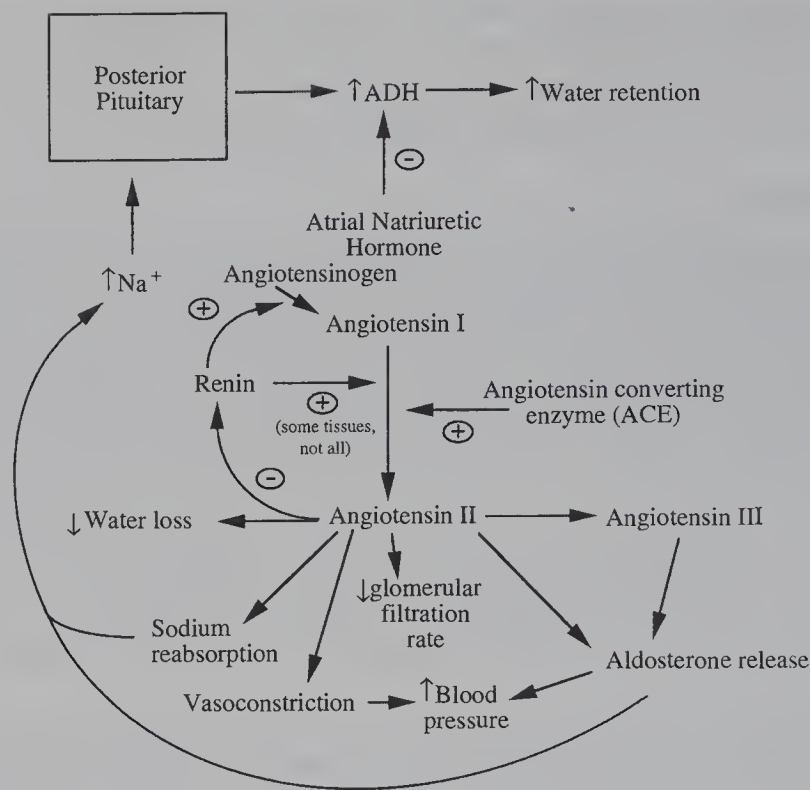 Posterior
Pituitary
↑ADH
↑Water retention
-
Atrial Natriuretic
Hormone
↑Na+
Angiotensinogen
+
Angiotensin I
Renin
+
(some tissues,
not all)
Angiotensin converting
enzyme (ACE)
+
-
↓Water loss
Angiotensin II
Angiotensin III
↓glomerular
filtration
rate
Sodium
reabsorption
Aldosterone release
Vasoconstriction
↑Blood
pressure